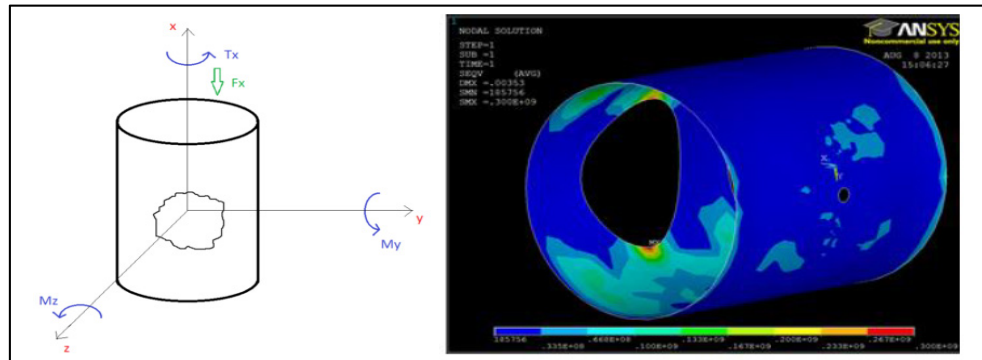 x
Tx
Fx
y
My
Mz
z
1
NODAL SOLUTION
STEP=1
SUB =1
TIME=1
SEQV (AVG)
DMX =.00353
SMN =185756
SMX =.300E+09
ANSYS
Noncommercial use only
AUG 8 2013
15:06:27
X
Y
MX
185756 .668E+08 .133E+09 .200E+09 .267E+09
.335E+08 .100E+09 .167E+09 .233E+09 .300E+09